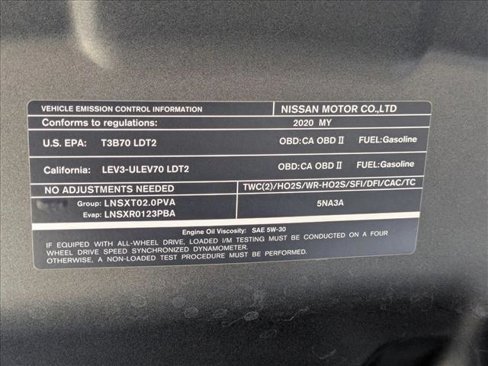 VEHICLE EMISSION CONTROL INFORMATION NISSAN MOTOR CO.,LTD
Conforms to regulations: 2020 MY
U.S. EPA: T3B70 LDT2 OBD:CA OBD II FUEL:Gasoline
California: LEV3-ULEV70 LDT2 OBD:CA OBD II FUEL:Gasoline
NO ADJUSTMENTS NEEDED TWC(2)/HO2S/WR-HO2S/SFI/DFI/CAC/TC
Group: LNSXT02.0PVA 5NA3A
Evap: LNSXR0123PBA
Engine Oil Viscosity: SAE 5W-30
IF EQUIPPED WITH ALL-WHEEL DRIVE, LOADED I/M TESTING MUST BE CONDUCTED ON A FOUR
WHEEL DRIVE SPEED SYNCHRONIZED DYNAMOMETER.
OTHERWISE, A NON-LOADED TEST PROCEDURE MUST BE PERFORMED.